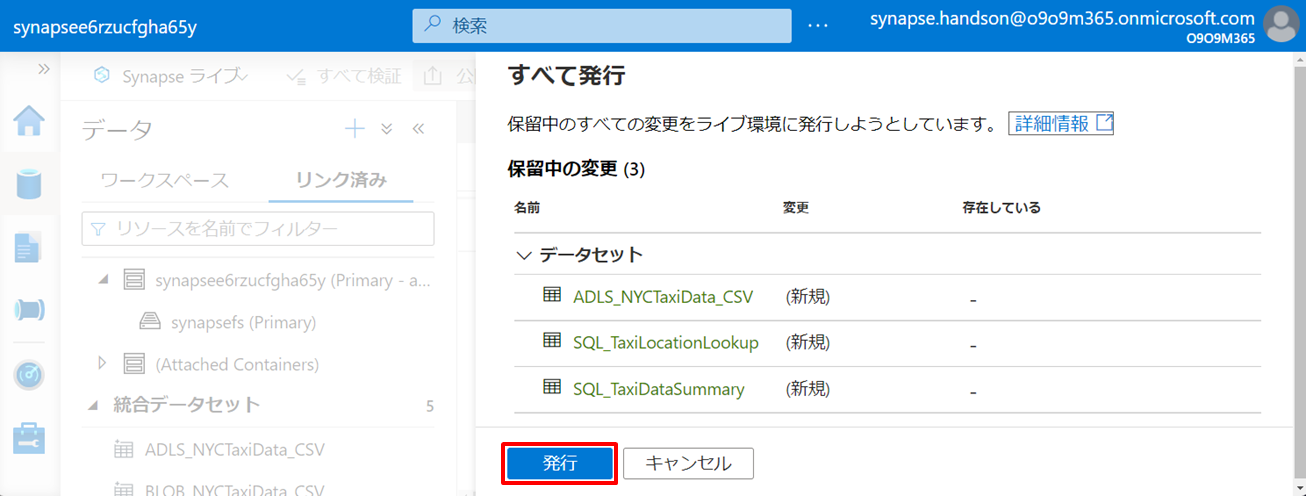 synapsee6rzucfgha65y
検索
...
synapse.handson@o9o9m365.onmicrosoft.com
O9O9M365
Synapse ライブ
すべて検証
公
データ
ワークスペース
リンク済み
リソースを名前でフィルター
synapsee6rzucfgha65y (Primary - a...
synapsefs (Primary)
(Attached Containers)
統合データセット 5
ADLS_NYCTaxiData_CSV
BLOB_NYCTaxiData_CSV
すべて発行
保留中のすべての変更をライブ環境に発行しようとしています。 詳細情報
保留中の変更 (3)
名前 変更 存在している
データセット
ADLS_NYCTaxiData_CSV (新規) -
SQL_TaxiLocationLookup (新規) -
SQL_TaxiDataSummary (新規) -
発行 キャンセル